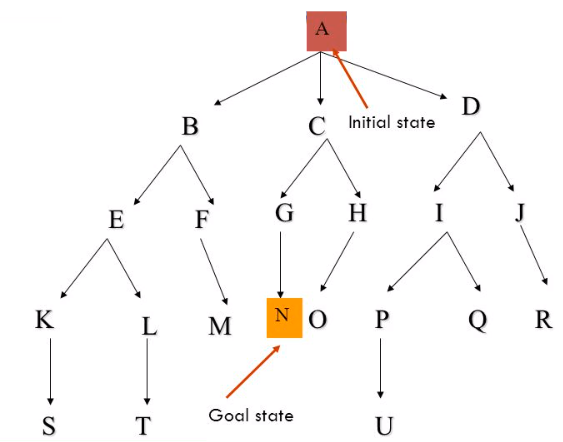 A
B C Initial state D
E F G H I J
K L M N O P Q R
Goal state
S T U